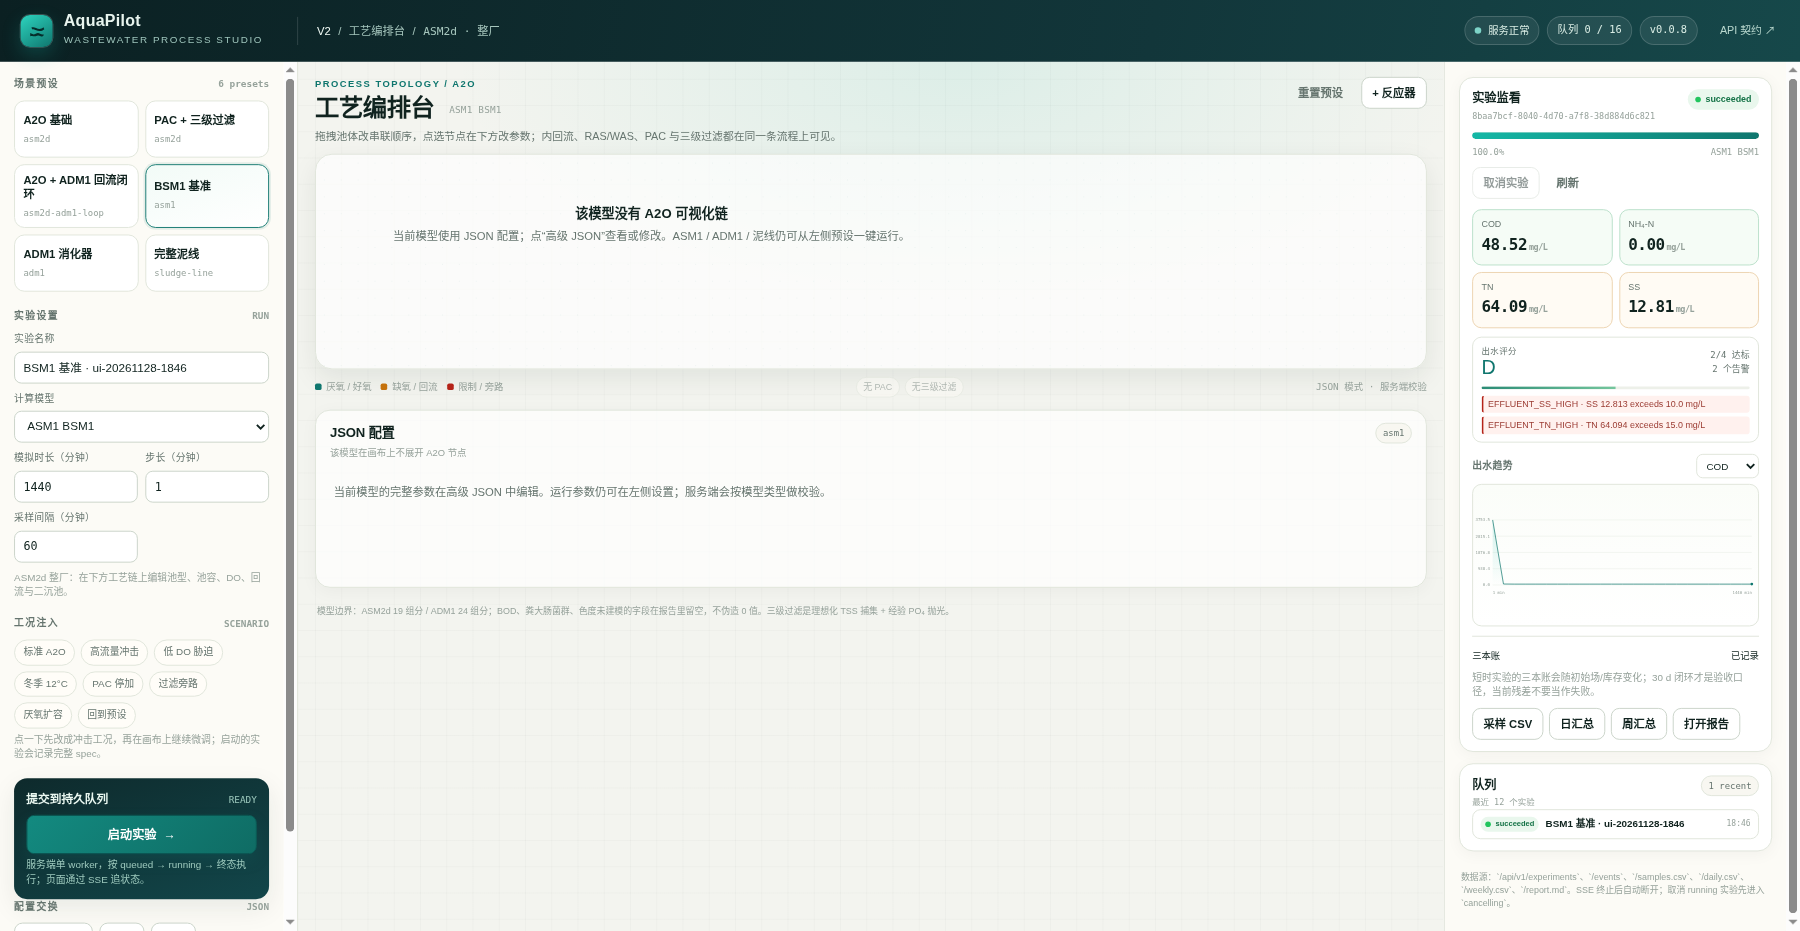 AquaPilot
WASTEWATER PROCESS STUDIO
V2 / 工艺编排台 / ASM2d · 整厂
服务正常
队列 0 / 16
v0.0.8
API 契约 ↗
场景预设
6 presets
A2O 基础
asm2d
PAC + 三级过滤
asm2d
A2O + ADM1 回流闭环
asm2d-adm1-loop
BSM1 基准
asm1
ADM1 消化器
adm1
完整泥线
sludge-line
实验设置
RUN
实验名称
BSM1 基准 · ui-20261128-1846
计算模型
ASM1 BSM1
模拟时长（分钟）
步长（分钟）
1440
1
采样间隔（分钟）
60
ASM2d 整厂：在下方工艺链上编辑池型、池容、DO、回
流与二沉池。
工况注入
SCENARIO
标准 A2O
高流量冲击
低 DO 胁迫
冬季 12°C
PAC 停加
过滤旁路
厌氧扩容
回到预设
点一下先改成冲击工况，再在画布上继续微调；启动的实
验会记录完整 spec。
提交到持久队列
READY
启动实验 →
服务端单 worker，按 queued → running → 终态执
行；页面通过 SSE 追状态。
配置交换
JSON
PROCESS TOPOLOGY / A2O
工艺编排台
ASM1 BSM1
重置预设
+ 反应器
拖拽池体改串联顺序，点选节点在下方改参数；内回流、RAS/WAS、PAC 与三级过滤都在同一条流程上可见。
该模型没有 A2O 可视化链
当前模型使用 JSON 配置；点“高级 JSON”查看或修改。ASM1 / ADM1 / 泥线仍可从左侧预设一键运行。
厌氧 / 好氧
缺氧 / 回流
限制 / 旁路
无 PAC
无三级过滤
JSON 模式 · 服务端校验
JSON 配置
asm1
该模型在画布上不展开 A2O 节点
当前模型的完整参数在高级 JSON 中编辑。运行参数仍可在左侧设置；服务端会按模型类型做校验。
模型边界：ASM2d 19 组分 / ADM1 24 组分；BOD、粪大肠菌群、色度未建模的字段在报告里留空，不伪造 0 值。三级过滤是理想化 TSS 捕集 + 经验 PO₄ 抛光。
实验监看
succeeded
8baa7bcf-8040-4d70-a7f8-38d884d6c821
100.0%
ASM1 BSM1
取消实验
刷新
COD
48.52 mg/L
NH₄-N
0.00 mg/L
TN
64.09 mg/L
SS
12.81 mg/L
出水评分
D
2/4 达标
2 个告警
EFFLUENT_SS_HIGH · SS 12.813 exceeds 10.0 mg/L
EFFLUENT_TN_HIGH · TN 64.094 exceeds 15.0 mg/L
出水趋势
COD
0.0
三本账
已记录
短时实验的三本账会随初始场/库存变化；30 d 闭环才是验收口
径，当前残差不要当作失败。
采样 CSV
日汇总
周汇总
打开报告
队列
1 recent
最近 12 个实验
succeeded
BSM1 基准 · ui-20261128-1846
18:46
数据源：`/api/v1/experiments`、`/events`、`/samples.csv`、`/daily.csv`、
`/weekly.csv`、`/report.md`。SSE 终止后自动断开；取消 running 实验先进入
`cancelling`。